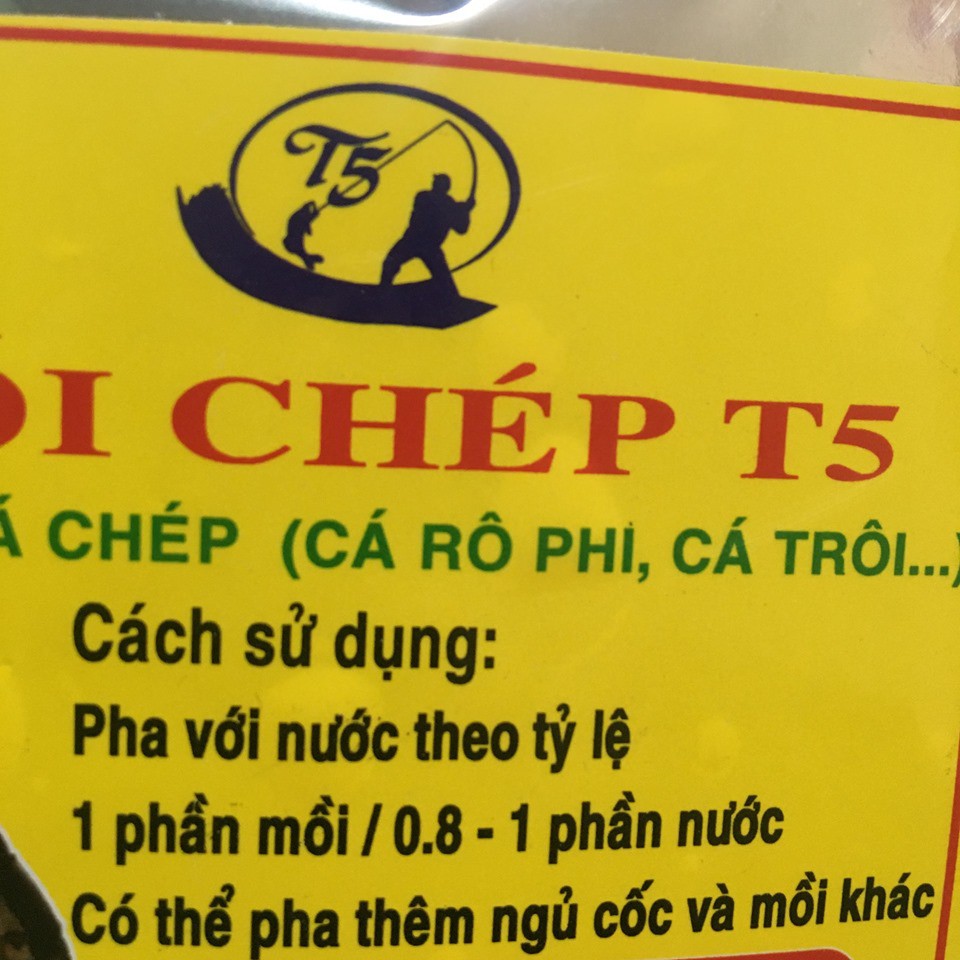 T5
ỒI CHÉP T5
Á CHÉP (CÁ RÔ PHI, CÁ TRÔI...)
Cách sử dụng:
Pha với nước theo tỷ lệ
1 phần mồi / 0.8 - 1 phần nước
Có thể pha thêm ngủ cốc và mồi khác